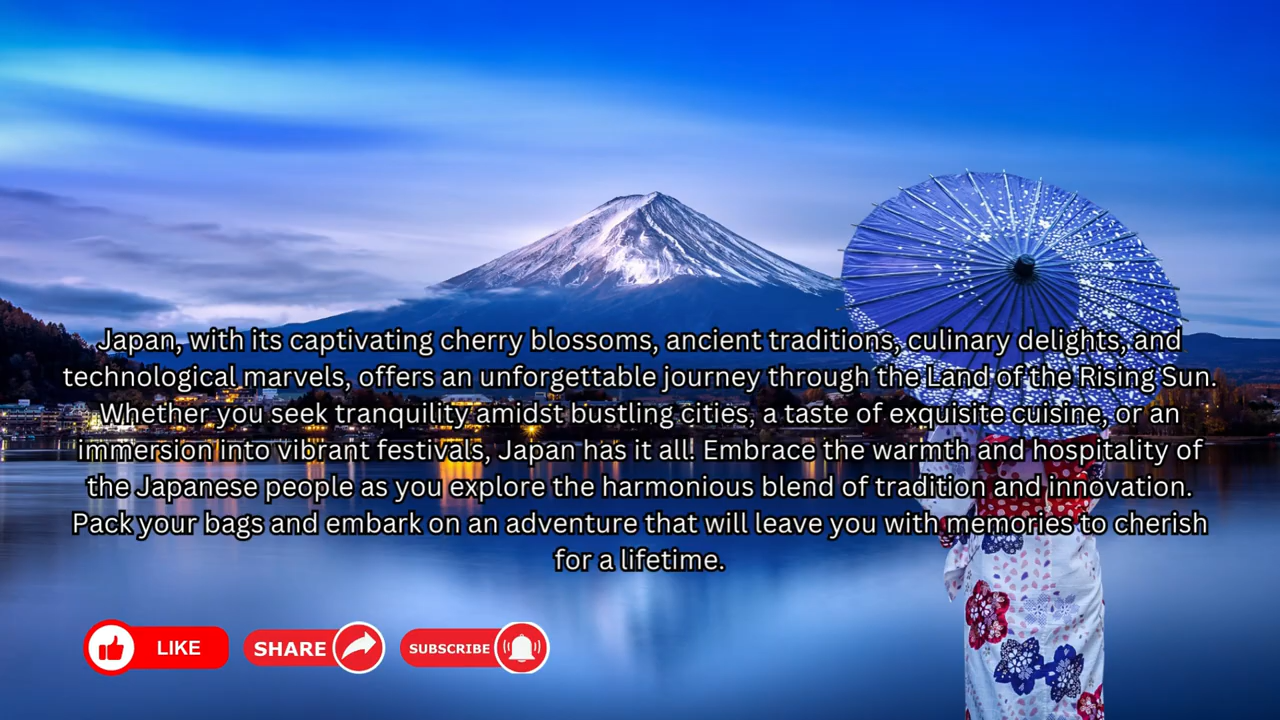 Japan, with its captivating cherry blossoms, ancient traditions, culinary delights, and
technological marvels, offers an unforgettable journey through the Land of the Rising Sun.
Whether you seek tranquility amidst bustling cities, a taste of exquisite cuisine, or an
immersion into vibrant festivals, Japan has it all! Embrace the warmth and hospitality of
the Japanese people as you explore the harmonious blend of tradition and innovation.
Pack your bags and embark on an adventure that will leave you with memories to cherish
for a lifetime.
LIKE
SHARE
SUBSCRIBE